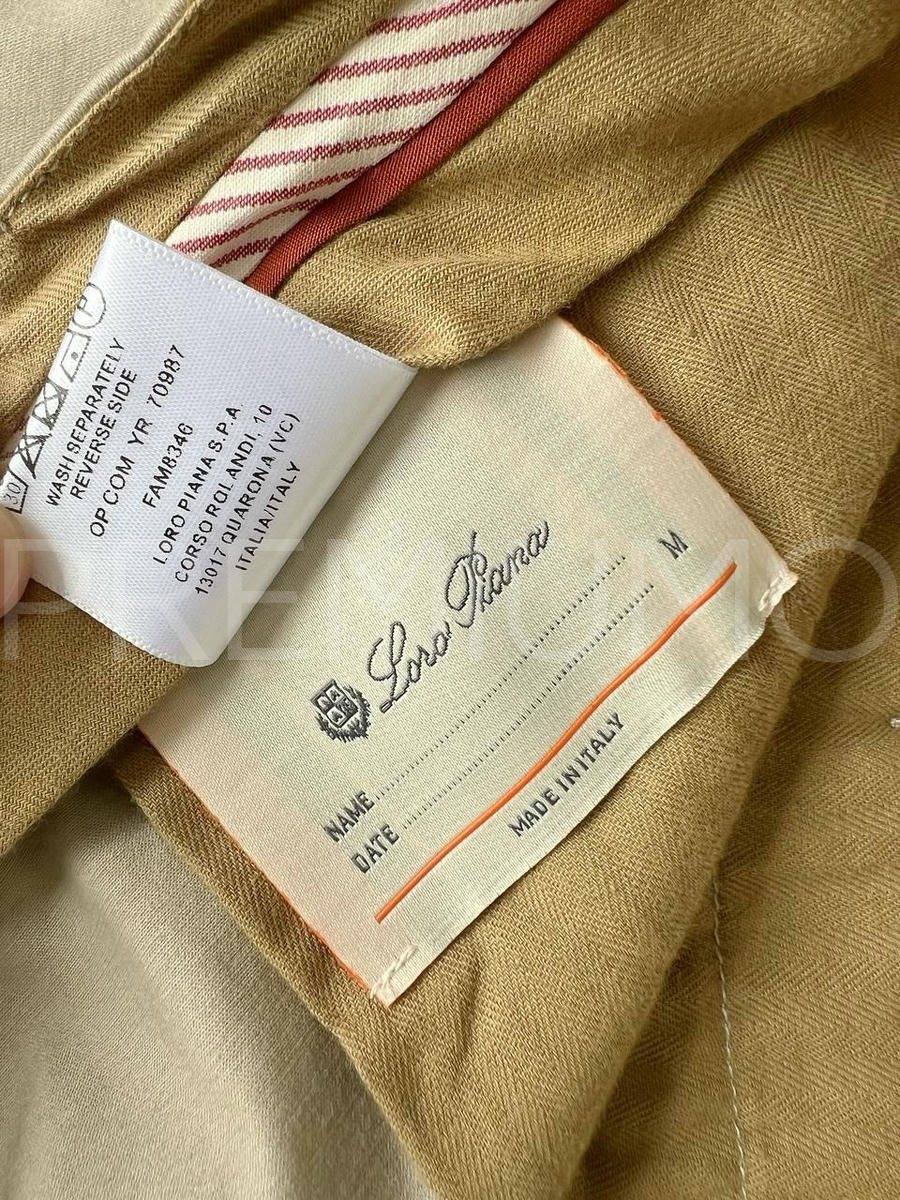 30
P
WASH SEPARATELY
REVERSE SIDE
OP COM YR 70987
FAM8346
LORO PIANA S.P.A.
CORSO ROLANDI, 10
13017 QUARONA (VC)
ITALIA/ITALY
Loro Piana
M
NAME
DATE
MADE IN ITALY